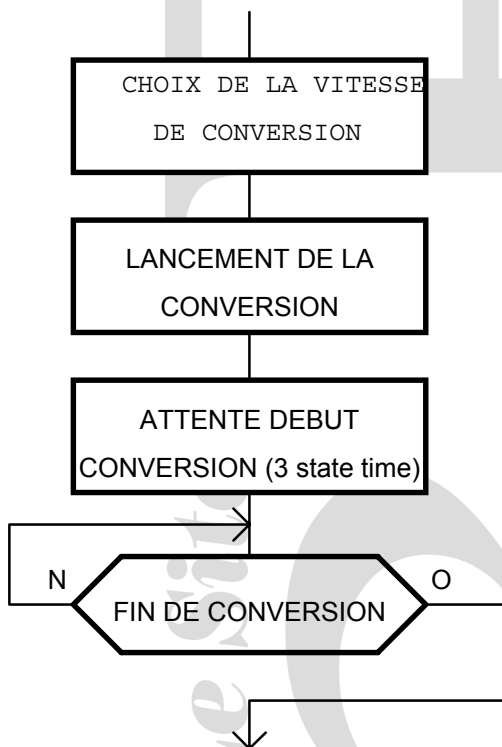 CHOIX DE LA VITESSE
DE CONVERSION
LANCEMENT DE LA
CONVERSION
ATTENTE DEBUT
CONVERSION (3 state time)
N
O
FIN DE CONVERSION
e Site